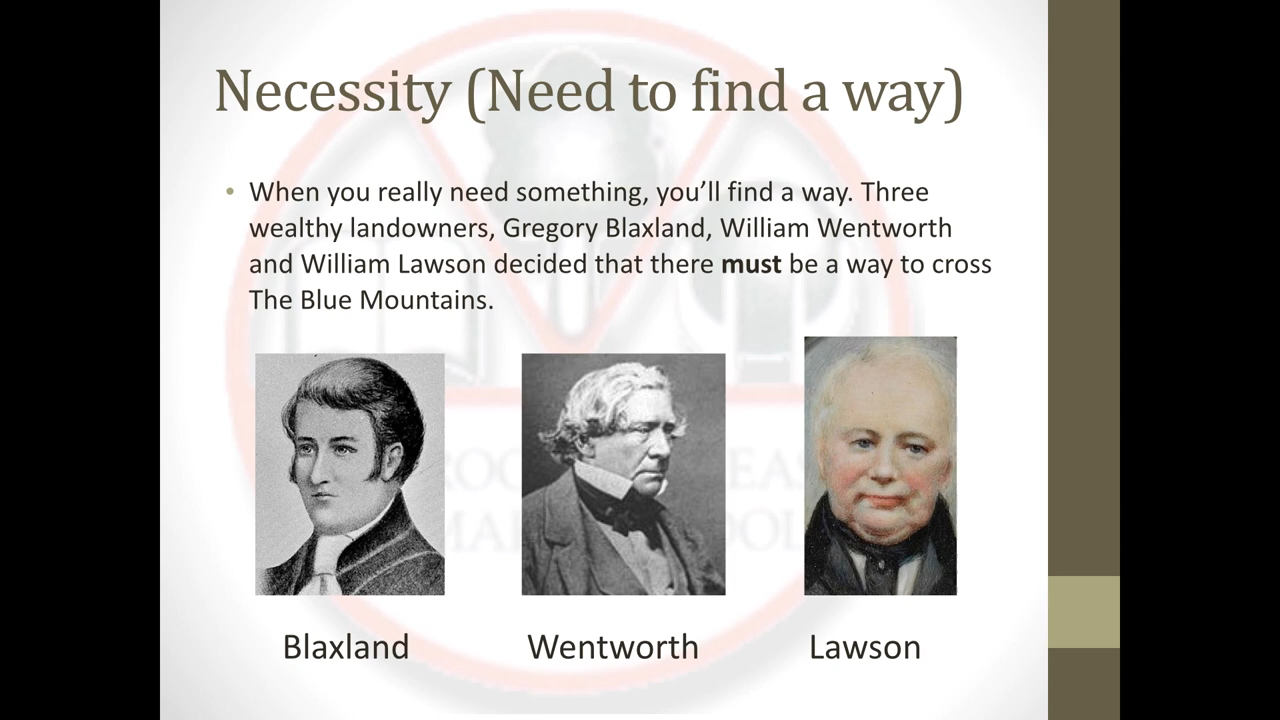 Necessity (Need to find a way)
• When you really need something, you’ll find a way. Three
wealthy landowners, Gregory Blaxland, William Wentworth
and William Lawson decided that there must be a way to cross
The Blue Mountains.
Blaxland
Wentworth
Lawson